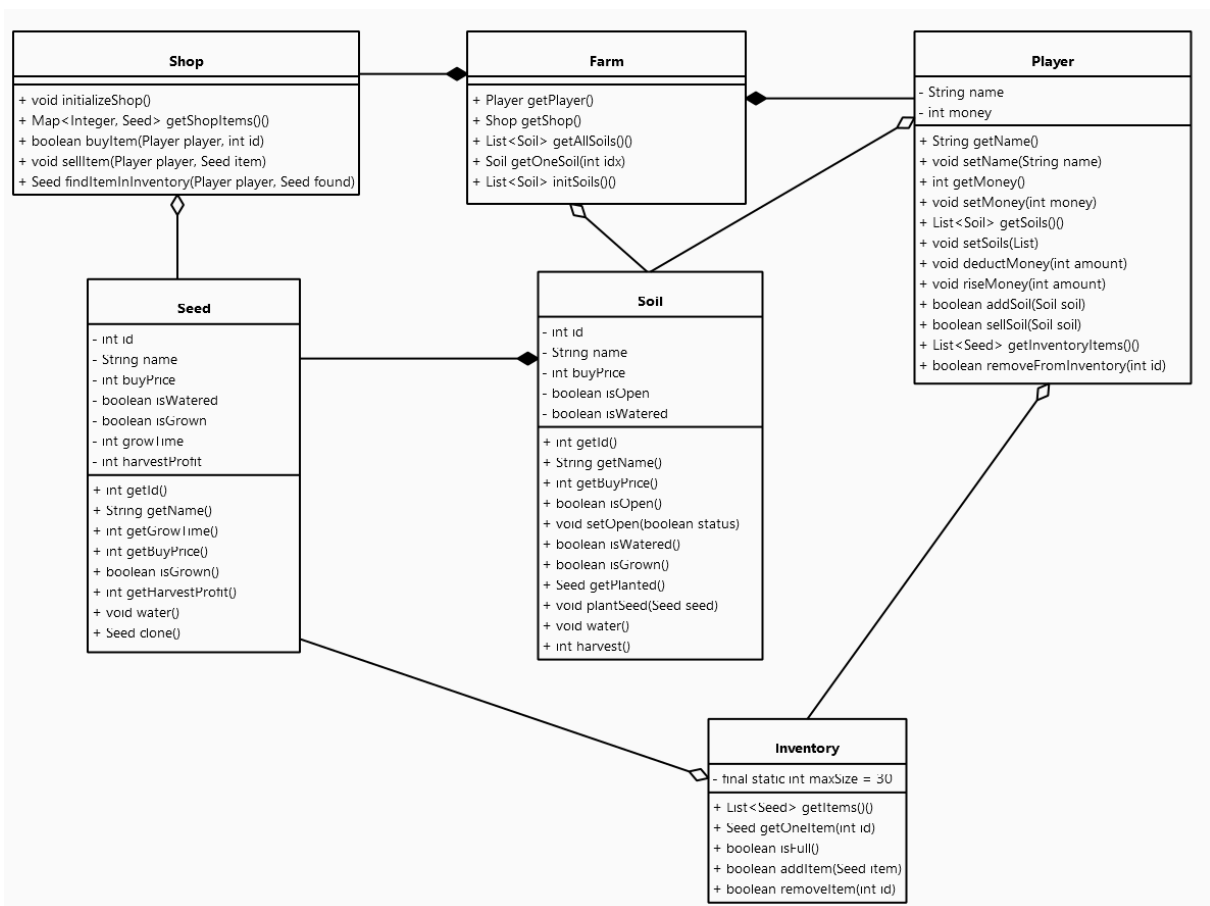 Shop
+ void initializeShop()
+ Map<Integer, Seed> getShopItems()()
+ boolean buyItem(Player player, int id)
+ void sellItem(Player player, Seed item)
+ Seed findItemInInventory(Player player, Seed found)
Farm
+ Player getPlayer()
+ Shop getShop()
+ List<Soil> getAllSoils()()
+ Soil getOneSoil(int idx)
+ List<Soil> initSoils()()
Player
- String name
- int money
+ String getName()
+ void setName(String name)
+ int getMoney()
+ void setMoney(int money)
+ List<Soil> getSoils()()
+ void setSoils(List)
+ void deductMoney(int amount)
+ void riseMoney(int amount)
+ boolean addSoil(Soil soil)
+ boolean sellSoil(Soil soil)
+ List<Seed> getInventoryItems()()
+ boolean removeFromInventory(int id)
Seed
- int id
- String name
- int buyPrice
- boolean isWatered
- boolean isGrown
- int growTime
- int harvestProfit
+ int getId()
+ String getName()
+ int getGrowTime()
+ int getBuyPrice()
+ boolean isGrown()
+ int getHarvestProfit()
+ void water()
+ Seed clone()
Soil
- int id
- String name
- int buyPrice
- boolean isOpen
- boolean isWatered
+ int getId()
+ String getName()
+ int getBuyPrice()
+ boolean isOpen()
+ void setOpen(boolean status)
+ boolean isWatered()
+ boolean isGrown()
+ Seed getPlanted()
+ void plantSeed(Seed seed)
+ void water()
+ int harvest()
Inventory
- final static int maxSize = 30
+ List<Seed> getItems()()
+ Seed getOneItem(int id)
+ boolean isFull()
+ boolean addItem(Seed item)
+ boolean removeItem(int id)